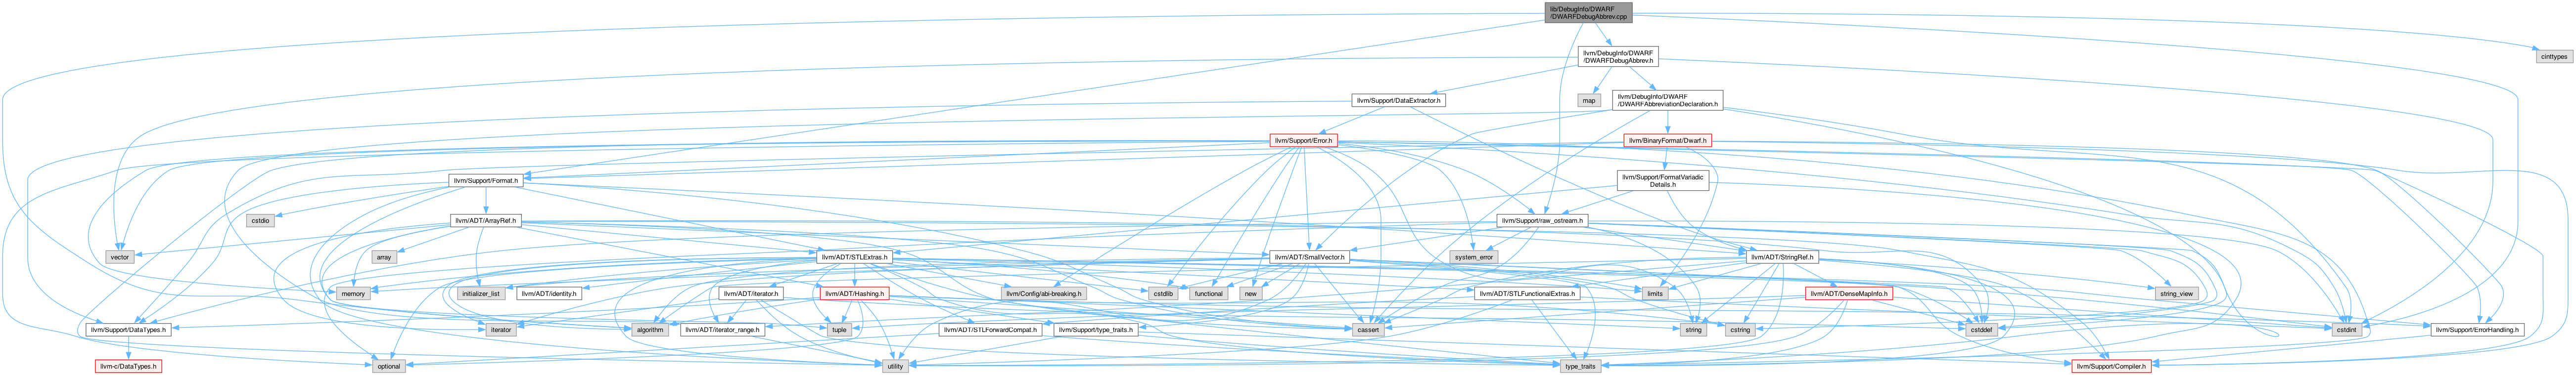 lib/DebugInfo/DWARF
/DWARFDebugAbbrev.cpp
llvm/DebugInfo/DWARF
/DWARFDebugAbbrev.h
cinttypes
llvm/Support/DataExtractor.h
map
llvm/DebugInfo/DWARF
/DWARFAbbreviationDeclaration.h
llvm/Support/Error.h
llvm/BinaryFormat/Dwarf.h
llvm/Support/Format.h
llvm/Support/FormatVariadic
Details.h
cstdio
llvm/ADT/ArrayRef.h
llvm/Support/raw_ostream.h
vector
array
llvm/ADT/STLExtras.h
llvm/ADT/SmallVector.h
system_error
llvm/ADT/StringRef.h
memory
initializer_list
llvm/ADT/identity.h
llvm/ADT/iterator.h
llvm/ADT/Hashing.h
llvm/Config/abi-breaking.h
cstdlib
functional
new
llvm/ADT/STLFunctionalExtras.h
limits
llvm/ADT/DenseMapInfo.h
string_view
llvm/Support/DataTypes.h
iterator
algorithm
llvm/ADT/iterator_range.h
tuple
llvm/ADT/STLForwardCompat.h
llvm/Support/type_traits.h
cassert
string
cstring
cstddef
cstdint
llvm/Support/ErrorHandling.h
llvm-c/DataTypes.h
optional
utility
type_traits
llvm/Support/Compiler.h